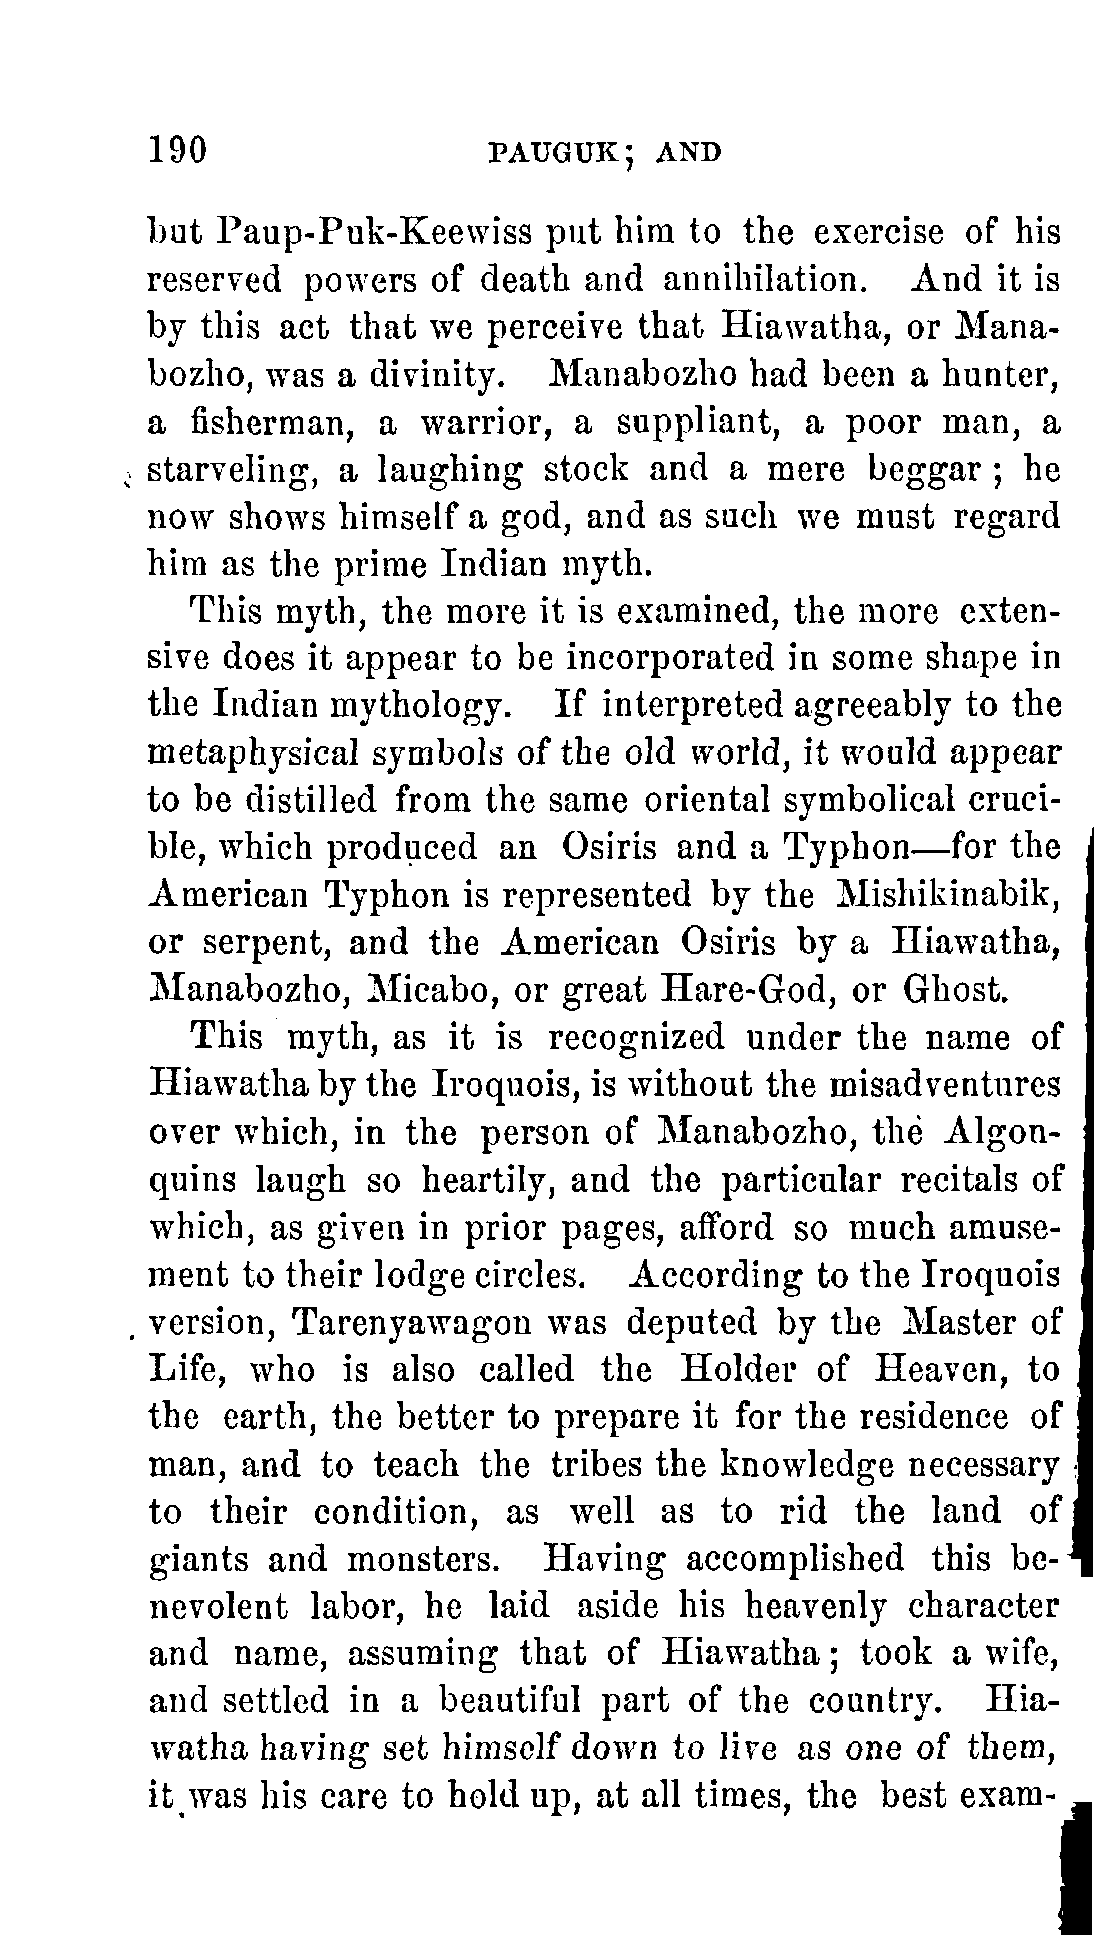 190 PAUGUK; AND
but Paup-Puk-Keewiss put him to the exercise of his
reserved powers of death and annihilation. And it is
by this act that we perceive that Hiawatha, or Mana-
bozho, was a divinity. Manabozho had been a hunter,
a fisherman, a warrior, a suppliant, a poor man, a
starveling, a laughing stock and a mere beggar; he
now shows himself a god, and as such we must regard
him as the prime Indian myth.
This myth, the more it is examined, the more exten-
sive does it appear to be incorporated in some shape in
the Indian mythology. If interpreted agreeably to the
metaphysical symbols of the old world, it would appear
to be distilled from the same oriental symbolical cruci-
ble, which produced an Osiris and a Typhon—for the
American Typhon is represented by the Mishikinabik,
or serpent, and the American Osiris by a Hiawatha,
Manabozho, Micabo, or great Hare-God, or Ghost.
This myth, as it is recognized under the name of
Hiawatha by the Iroquois, is without the misadventures
over which, in the person of Manabozho, the Algon-
quins laugh so heartily, and the particular recitals of
which, as given in prior pages, afford so much amuse-
ment to their lodge circles. According to the Iroquois
version, Tarenyawagon was deputed by the Master of
Life, who is also called the Holder of Heaven, to
the earth, the better to prepare it for the residence of
man, and to teach the tribes the knowledge necessary
to their condition, as well as to rid the land of
giants and monsters. Having accomplished this be-
nevolent labor, he laid aside his heavenly character
and name, assuming that of Hiawatha; took a wife,
and settled in a beautiful part of the country. Hia-
watha having set himself down to live as one of them,
it was his care to hold up, at all times, the best exam-